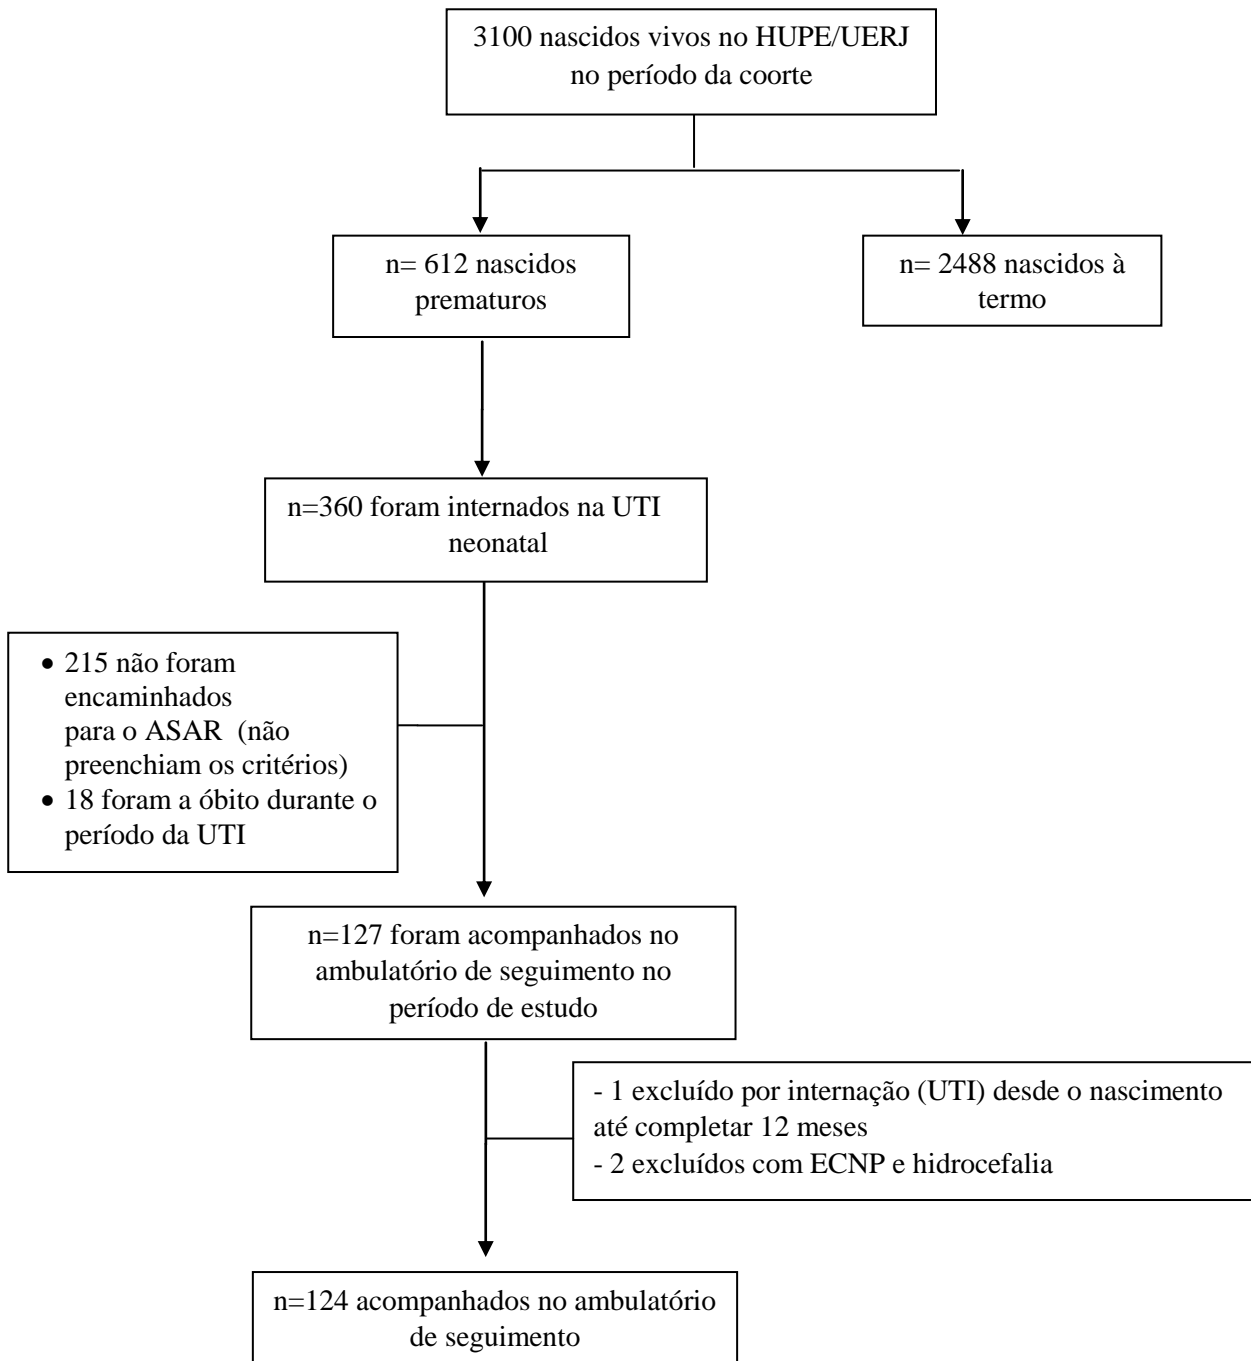 3100 nascidos vivos no HUPE/UERJ
no período da coorte
n= 612 nascidos
prematuros
n= 2488 nascidos à
termo
n=360 foram internados na UTI
neonatal
• 215 não foram
encaminhados
para o ASAR (não
preenchiam os critérios)
• 18 foram a óbito durante o
período da UTI
n=127 foram acompanhados no
ambulatório de seguimento no
período de estudo
- 1 excluído por internação (UTI) desde o nascimento
até completar 12 meses
- 2 excluídos com ECNP e hidrocefalia
n=124 acompanhados no ambulatório
de seguimento